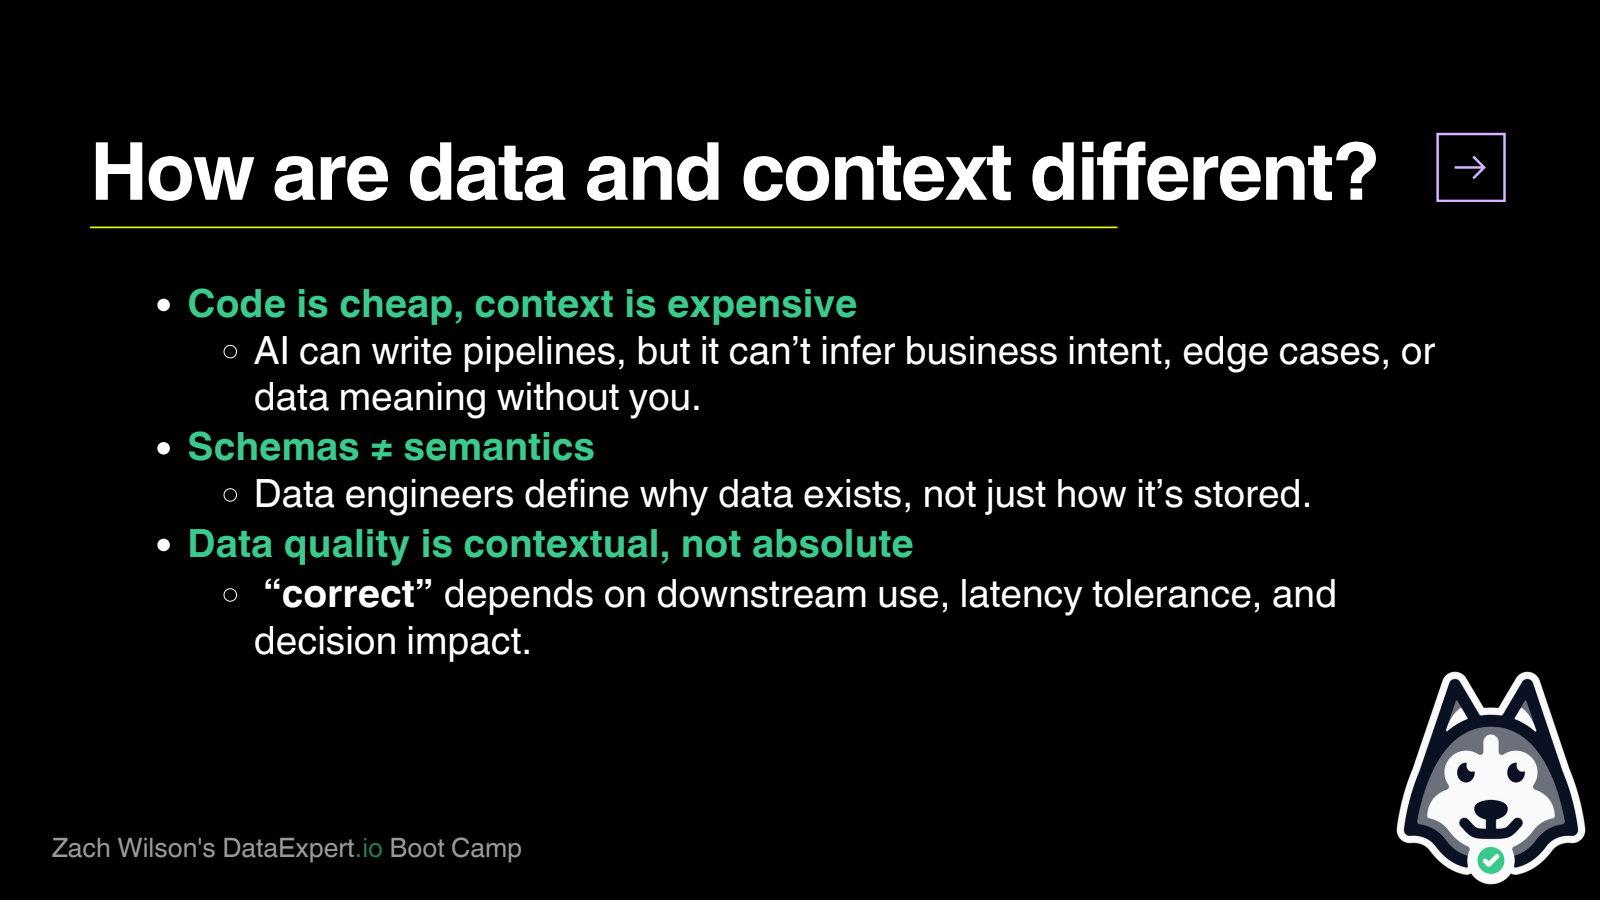 How are data and context different?
• Code is cheap, context is expensive
○ AI can write pipelines, but it can’t infer business intent, edge cases, or
data meaning without you.
• Schemas ≠ semantics
○ Data engineers define why data exists, not just how it’s stored.
• Data quality is contextual, not absolute
○ “correct” depends on downstream use, latency tolerance, and
decision impact.
Zach Wilson's DataExpert.io Boot Camp